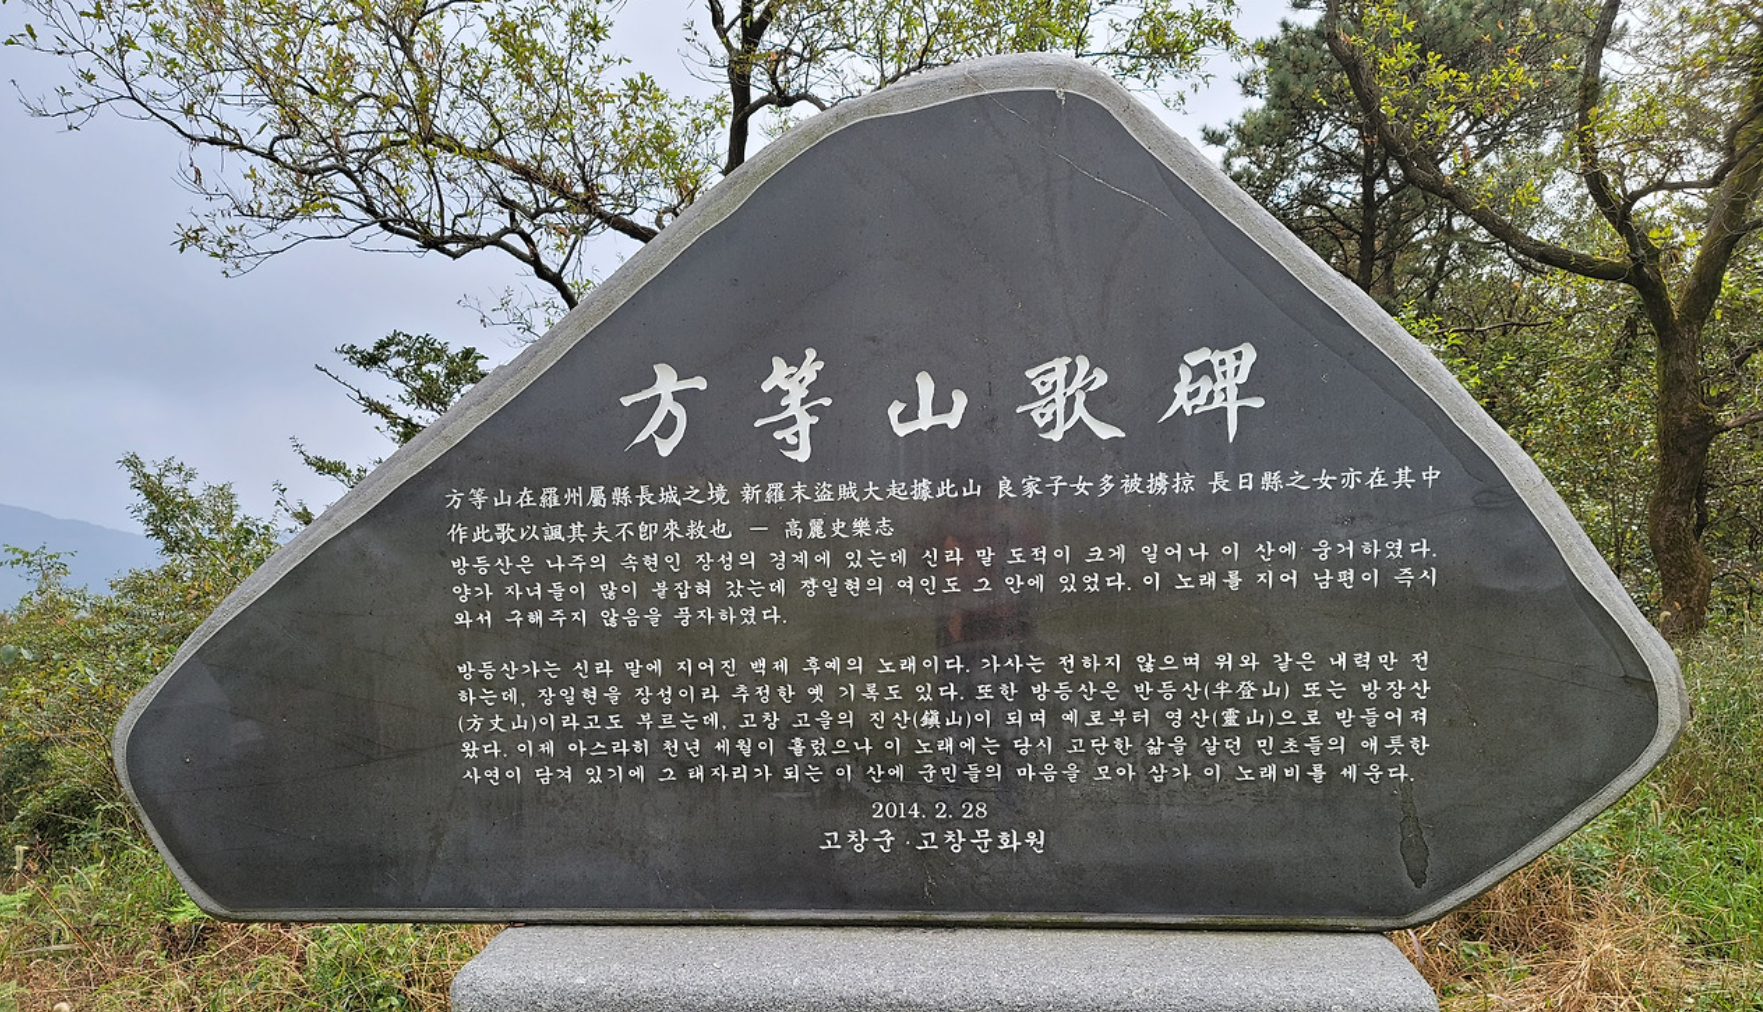 方等山歌碑
方等山在羅州屬縣長城之境 新羅末盜賊大起據此山 良家子女多被擄掠 長日縣之女亦在其中
作此歌以諷其夫不卽來救也 — 高麗史樂志
방등산은 나주의 속현인 장성의 경계에 있는데 신라 말 도적이 크게 일어나 이 산에 웅거하였다.
양가 자녀들이 많이 붙잡혀 갔는데 장일현의 여인도 그 안에 있었다. 이 노래를 지어 남편이 즉시
와서 구해주지 않음을 풍자하였다.
방등산가는 신라 말에 지어진 백제 후예의 노래이다. 가사는 전하지 않으며 위와 같은 내력만 전
하는데, 장일현을 장성이라 추정한 옛 기록도 있다. 또한 방등산은 반등산(半登山) 또는 방장산
(方丈山)이라고도 부르는데, 고창 고을의 진산(鎭山)이 되며 예로부터 영산(靈山)으로 받들어져
왔다. 이제 아스라히 천년 세월이 흘렀으나 이 노래에는 당시 고단한 삶을 살던 민초들의 애틋한
사연이 담겨 있기에 그 태자리가 되는 이 산에 군민들의 마음을 모아 삼가 이 노래비를 세운다.
2014. 2. 28
고창군·고창문화원